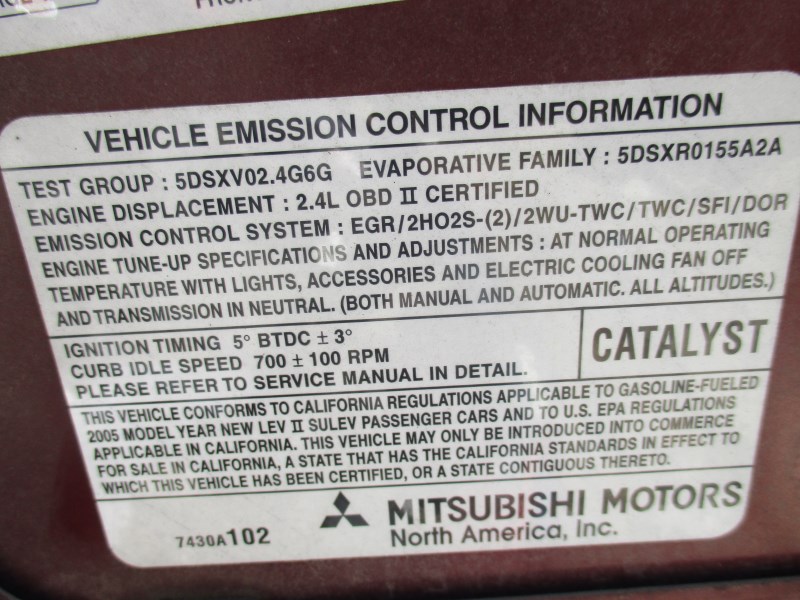 VEHICLE EMISSION CONTROL INFORMATION
TEST GROUP : 5DSXV02.4G6G EVAPORATIVE FAMILY : 5DSXR0155A2A
ENGINE DISPLACEMENT : 2.4L OBD II CERTIFIED
EMISSION CONTROL SYSTEM : EGR/2HO2S-(2)/2WU-TWC/TWC/SFI/DOR
ENGINE TUNE-UP SPECIFICATIONS AND ADJUSTMENTS : AT NORMAL OPERATING
TEMPERATURE WITH LIGHTS, ACCESSORIES AND ELECTRIC COOLING FAN OFF
AND TRANSMISSION IN NEUTRAL. (BOTH MANUAL AND AUTOMATIC. ALL ALTITUDES.)
IGNITION TIMING 5° BTDC ± 3°
CURB IDLE SPEED 700 ± 100 RPM
PLEASE REFER TO SERVICE MANUAL IN DETAIL.
CATALYST
THIS VEHICLE CONFORMS TO CALIFORNIA REGULATIONS APPLICABLE TO GASOLINE-FUELED
2005 MODEL YEAR NEW LEV II SULEV PASSENGER CARS AND TO U.S. EPA REGULATIONS
APPLICABLE IN CALIFORNIA. THIS VEHICLE MAY ONLY BE INTRODUCED INTO COMMERCE
FOR SALE IN CALIFORNIA, A STATE THAT HAS THE CALIFORNIA STANDARDS IN EFFECT TO
WHICH THIS VEHICLE HAS BEEN CERTIFIED, OR A STATE CONTIGUOUS THERETO.
7430A102
MITSUBISHI MOTORS
North America, Inc.